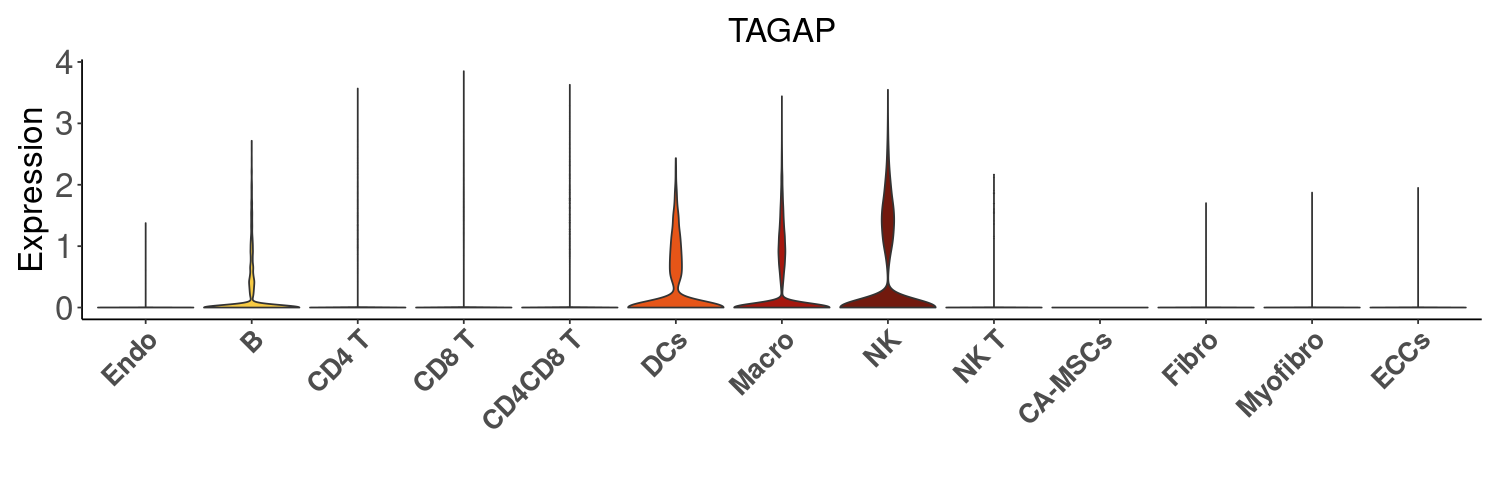 TAGAP
Expression
4
3
2
1
0
Endo
B
CD4 T
CD8 T
CD4CD8 T
DCs
Macro
NK
NK T
CA-MSCs
Fibro
Myofibro
ECCs